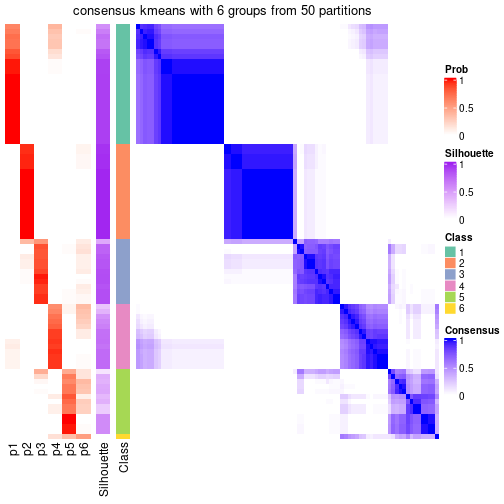 consensus kmeans with 6 groups from 50 partitions
Prob
1
0.5
0
Silhouette
1
0.5
0
Class
1
2
3
4
5
6
Consensus
1
0.5
0
p1
p2
p3
p4
p5
p6
Silhouette
Class